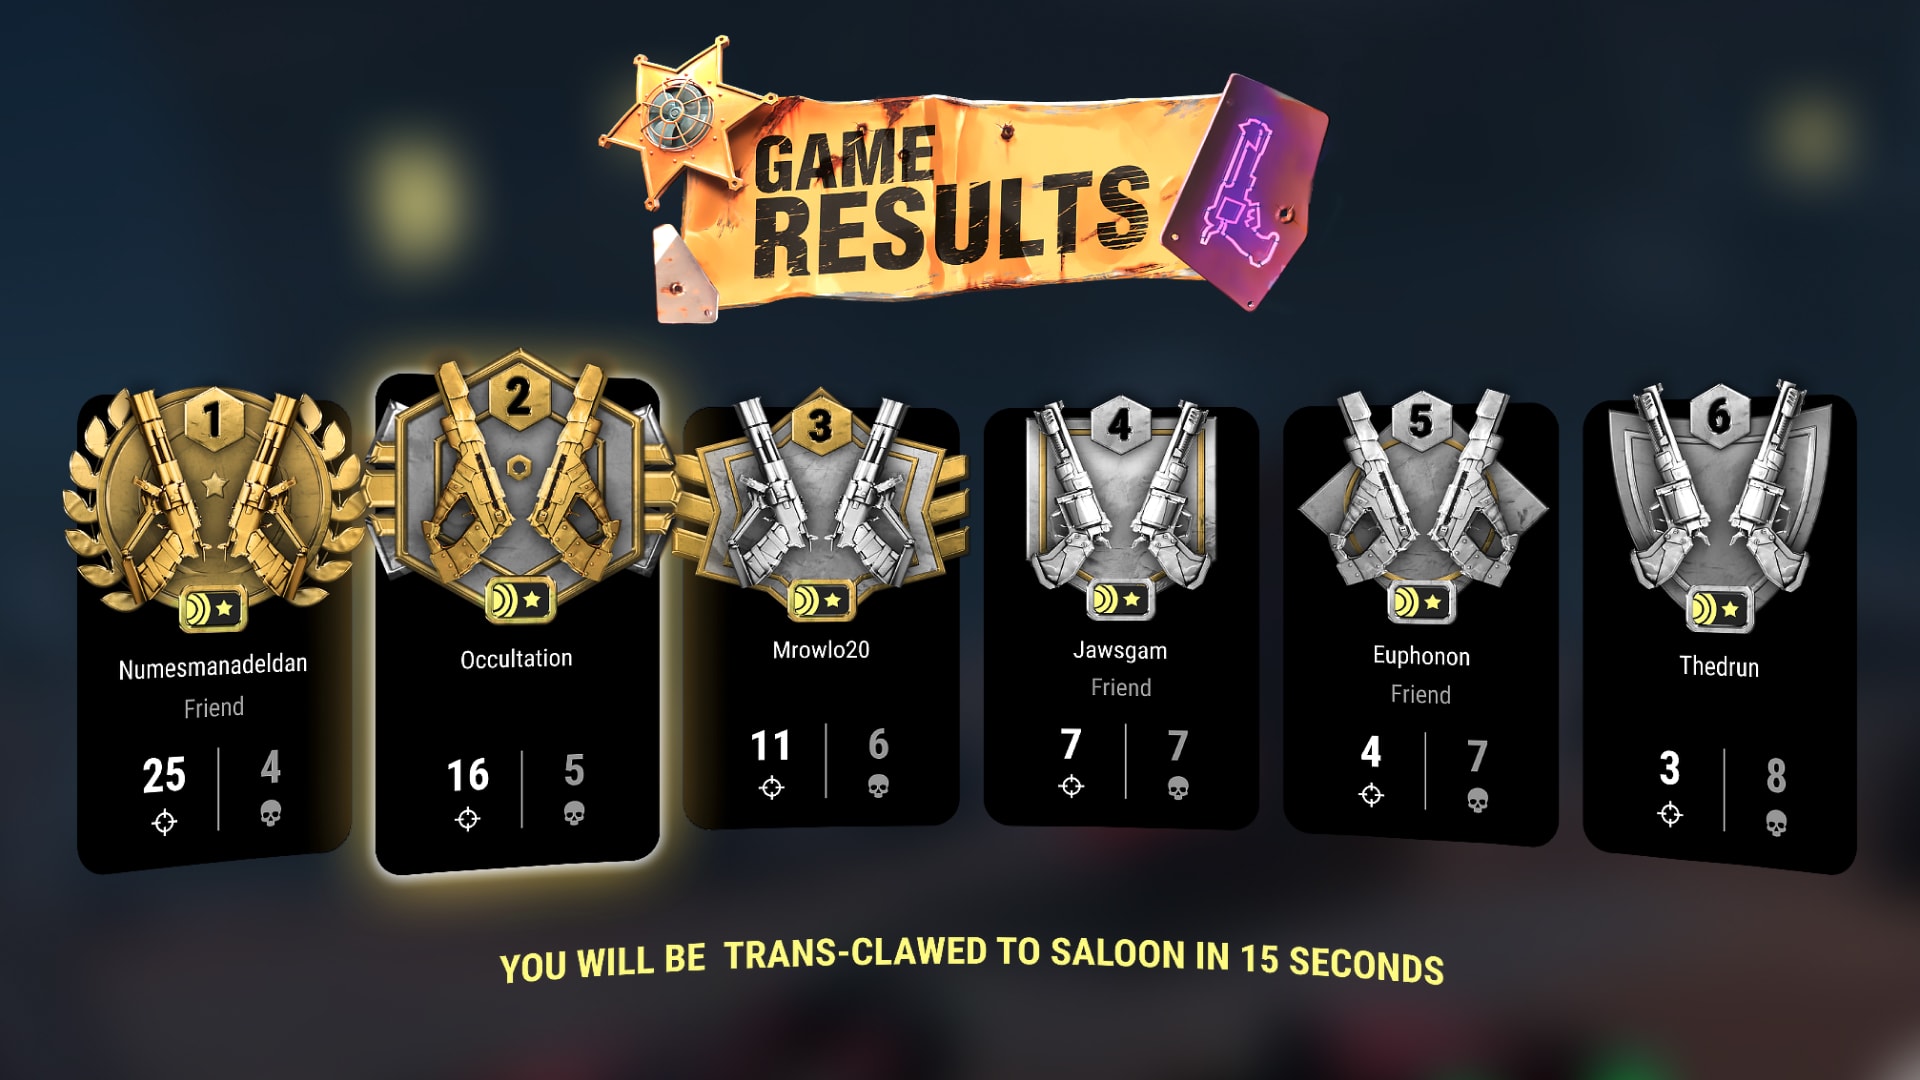 GAME
RESULTS
1
2
3
4
5
6
Numesmanadeldan
Friend
25
4
Occultation
16
5
Mrowlo20
11
6
Jawsgam
Friend
7
7
Euphonon
Friend
4
7
Thedrun
3
8
YOU WILL BE TRANS-CLAWED TO SALOON IN 15 SECONDS